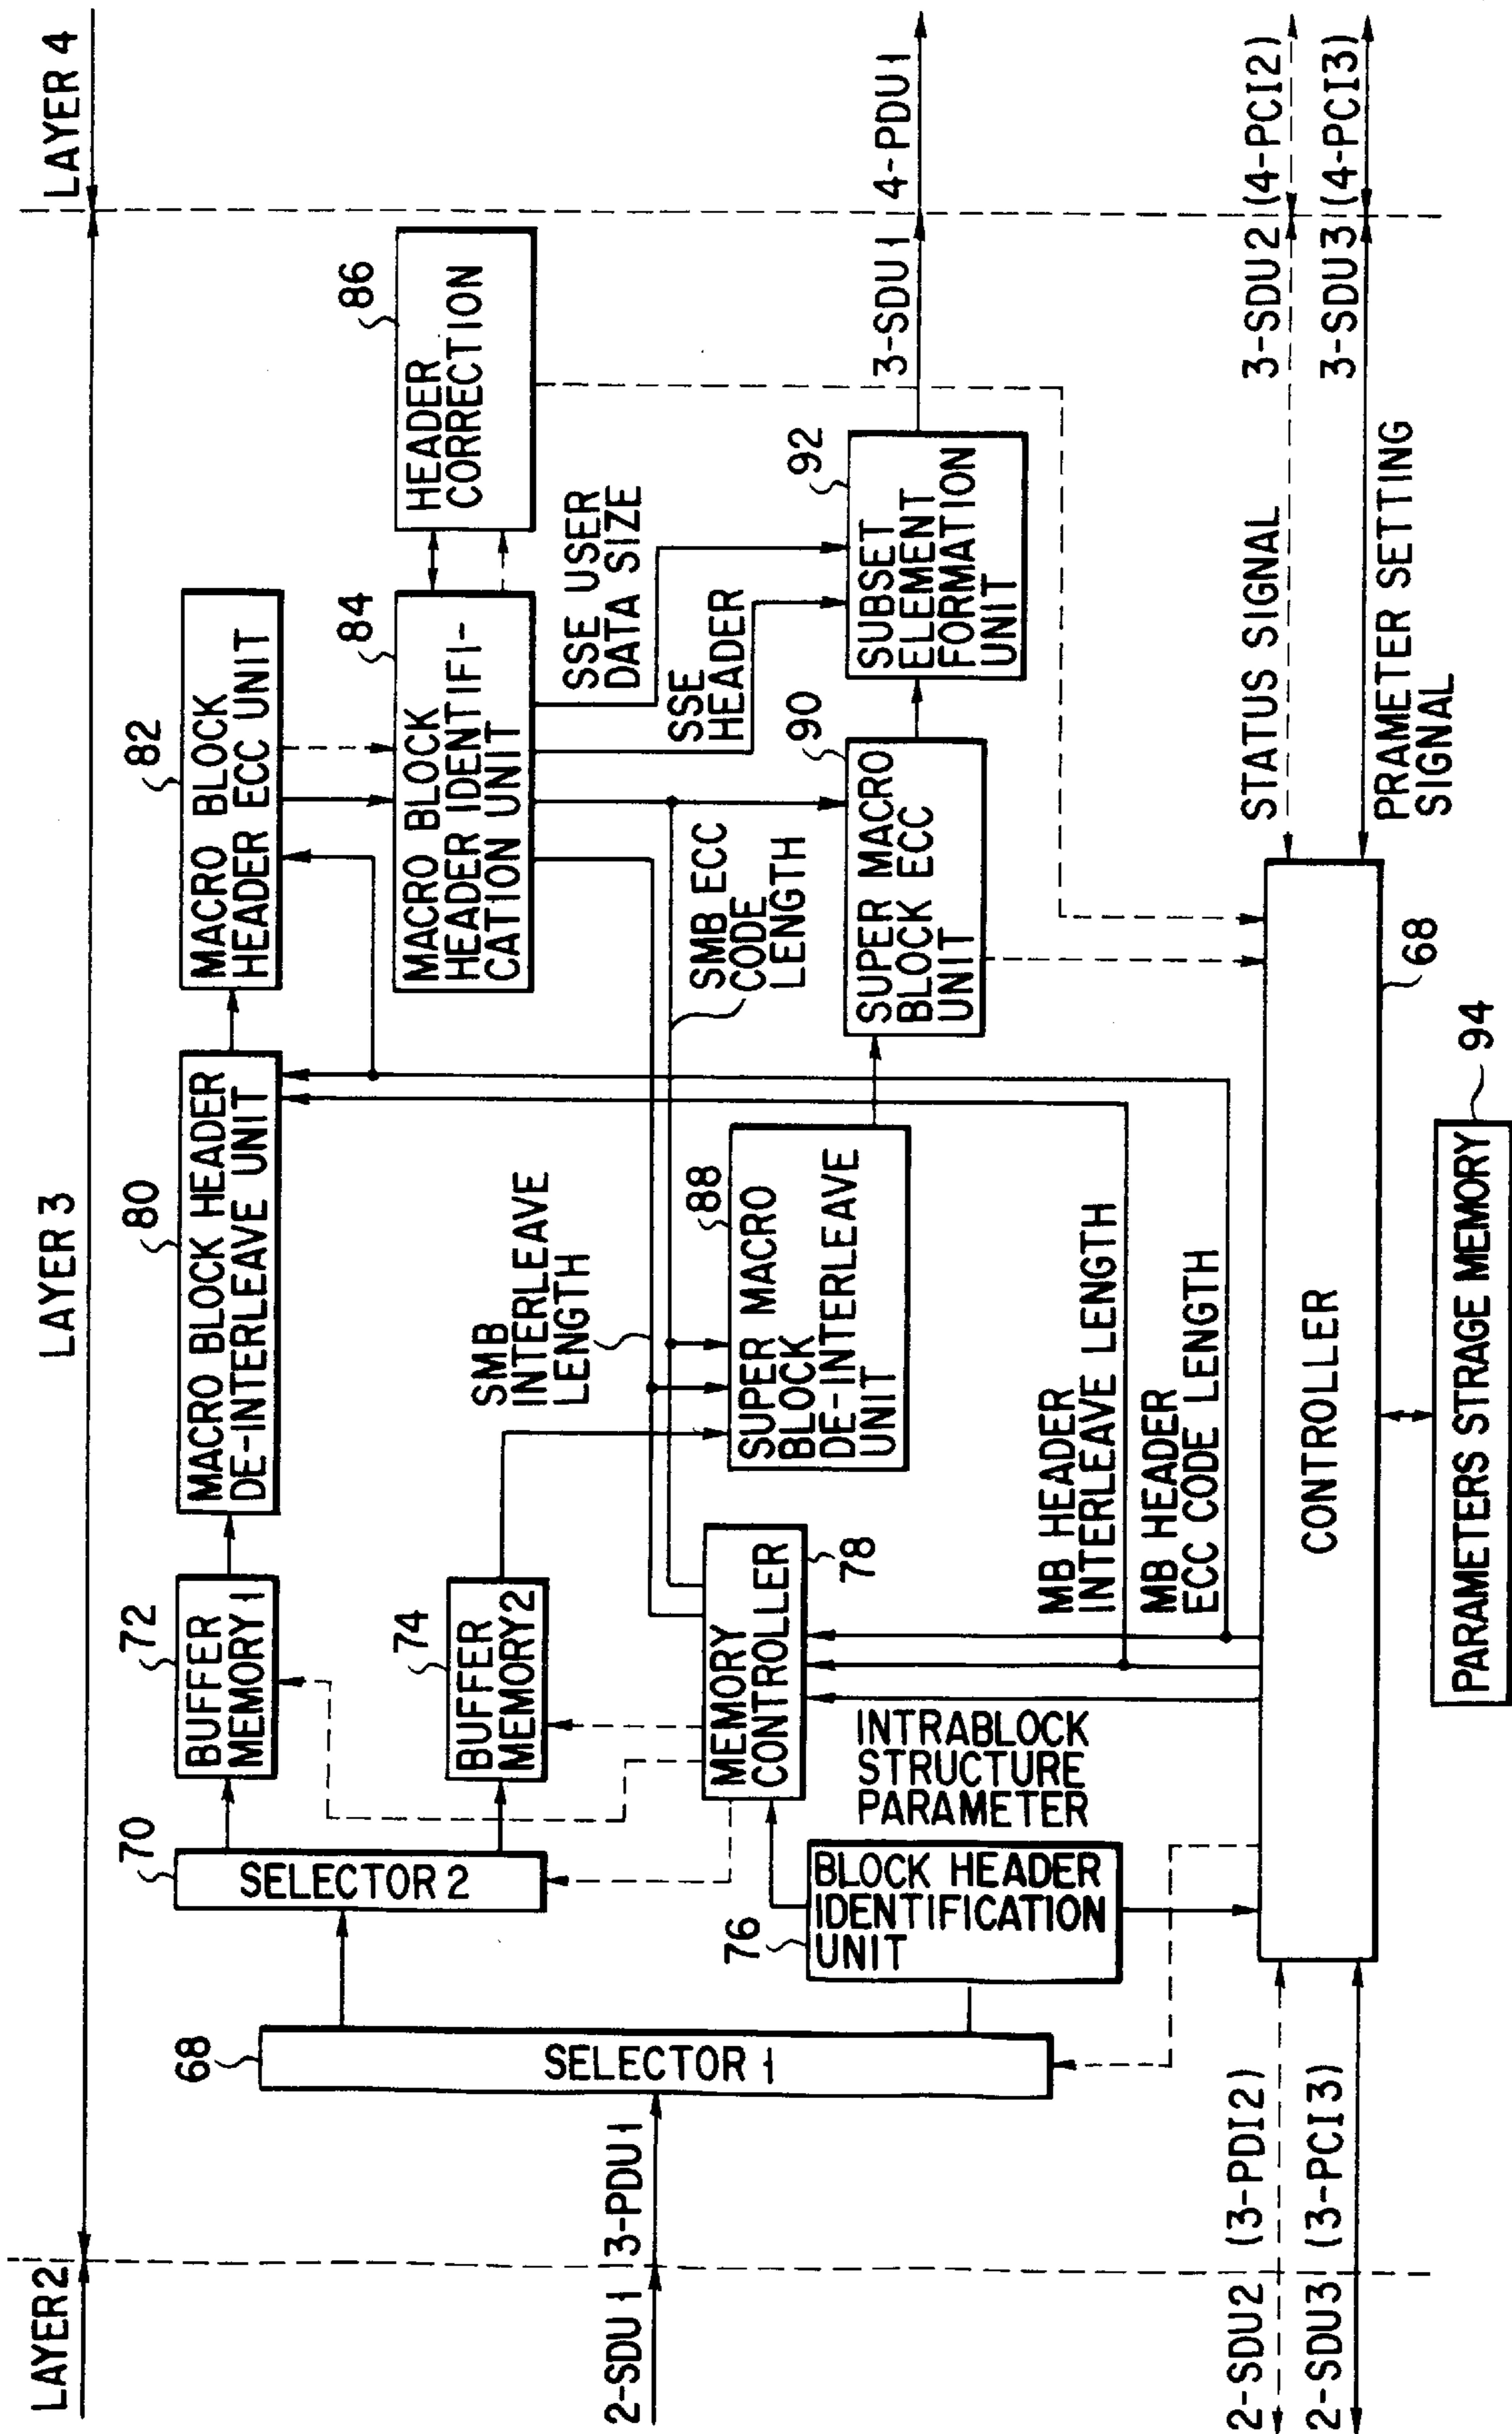 LAYER2
LAYER 3
LAYER 4
2-SDU1
3-PDU1
68
SELECTOR 1
70
SELECTOR 2
72
BUFFER
MEMORY 1
74
BUFFER
MEMORY2
76
BLOCK HEADER
IDENTIFICATION
UNIT
MEMORY
CONTROLLER
78
80
MACRO BLOCK HEADER
DE-INTERLEAVE UNIT
82
MACRO BLOCK
HEADER ECC UNIT
84
MACRO BLOCK
HEADER IDENTIFI-
CATION UNIT
86
HEADER
CORRECTION
SMB
INTERLEAVE
LENGTH
88
SUPER MACRO
BLOCK
DE-INTERLEAVE
UNIT
SMB ECC
CODE
LENGTH
90
SUPER MACRO
BLOCK ECC
UNIT
SSE USER
DATA SIZE
SSE
HEADER
92
SUBSET
ELEMENT
FORMATION
UNIT
3-SDU1
4-PDU1
INTRABLOCK
STRUCTURE
PARAMETER
MB HEADER
INTERLEAVE LENGTH
MB HEADER
ECC CODE LENGTH
CONTROLLER
68
PARAMETERS STRAGE MEMORY
94
2-SDU2 (3-PDI2)
2-SDU3 (3-PCI3)
STATUS SIGNAL
3-SDU2 (4-PCI2)
PRAMETER SETTING
SIGNAL
3-SDU3 (4-PCI3)